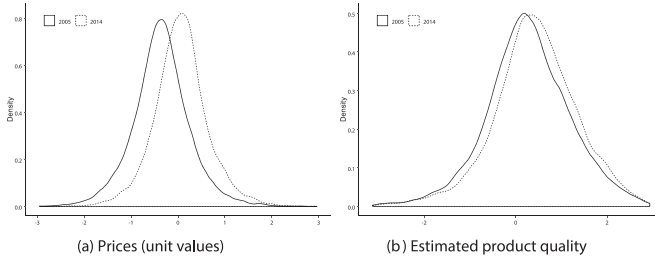 2005 2014
Density
0.8
0.6
0.4
0.2
0.0
-3 -2 -1 0 1 2 3
(a) Prices (unit values)
2005 2014
Density
0.5
0.4
0.3
0.2
0.1
0.0
-2 0 2
(b) Estimated product quality